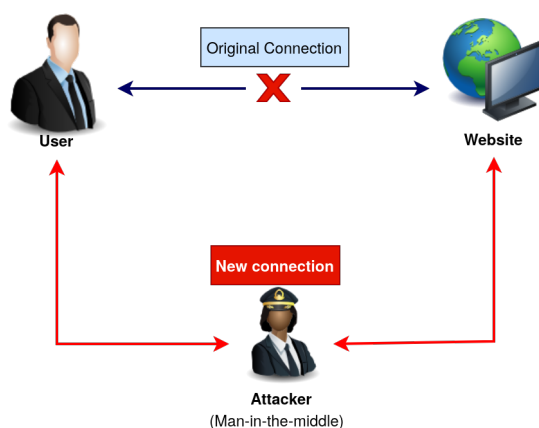 Original Connection
User
Website
New connection
Attacker
(Man-in-the-middle)